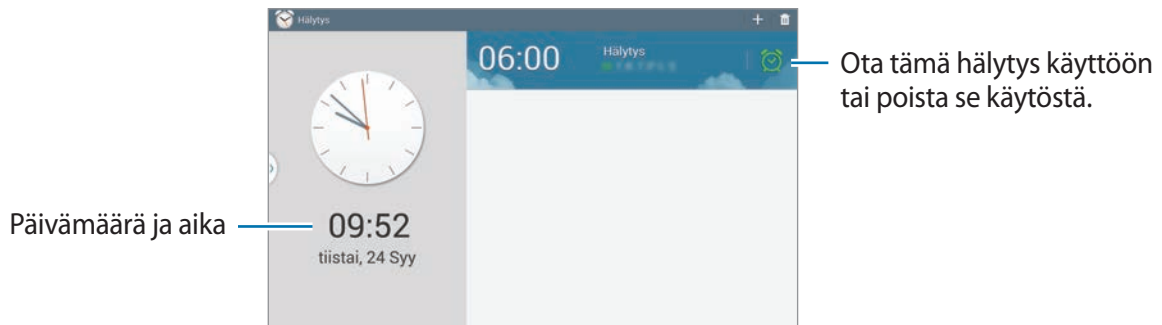 Hälytys
06:00
Hälytys
Ota tämä hälytys käyttöön
tai poista se käytöstä.
Päivämäärä ja aika
09:52
tiistai, 24 Syy